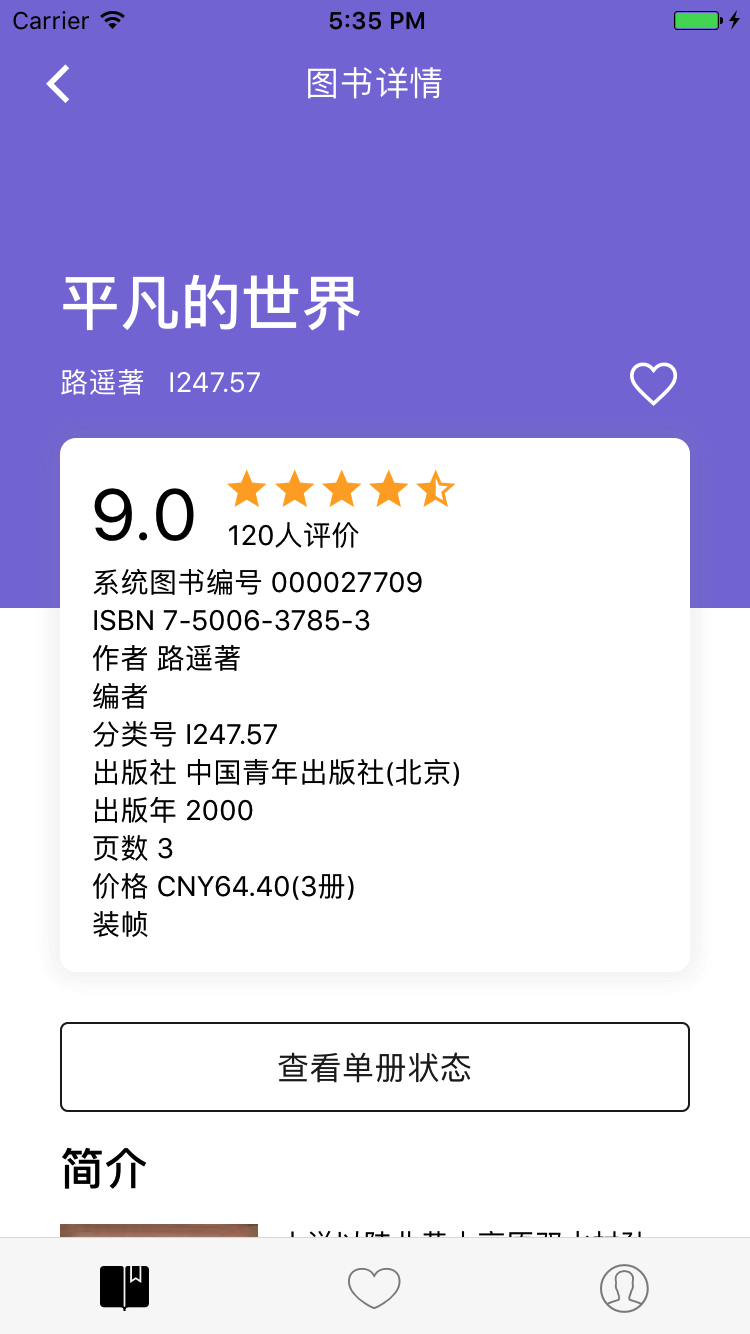 Carrier 5:35 PM
图书详情
平凡的世界
路遥著 I247.57
9.0
120人评价
系统图书编号 000027709
ISBN 7-5006-3785-3
作者 路遥著
编者
分类号 I247.57
出版社 中国青年出版社(北京)
出版年 2000
页数 3
价格 CNY64.40(3册)
装帧
查看单册状态
简介